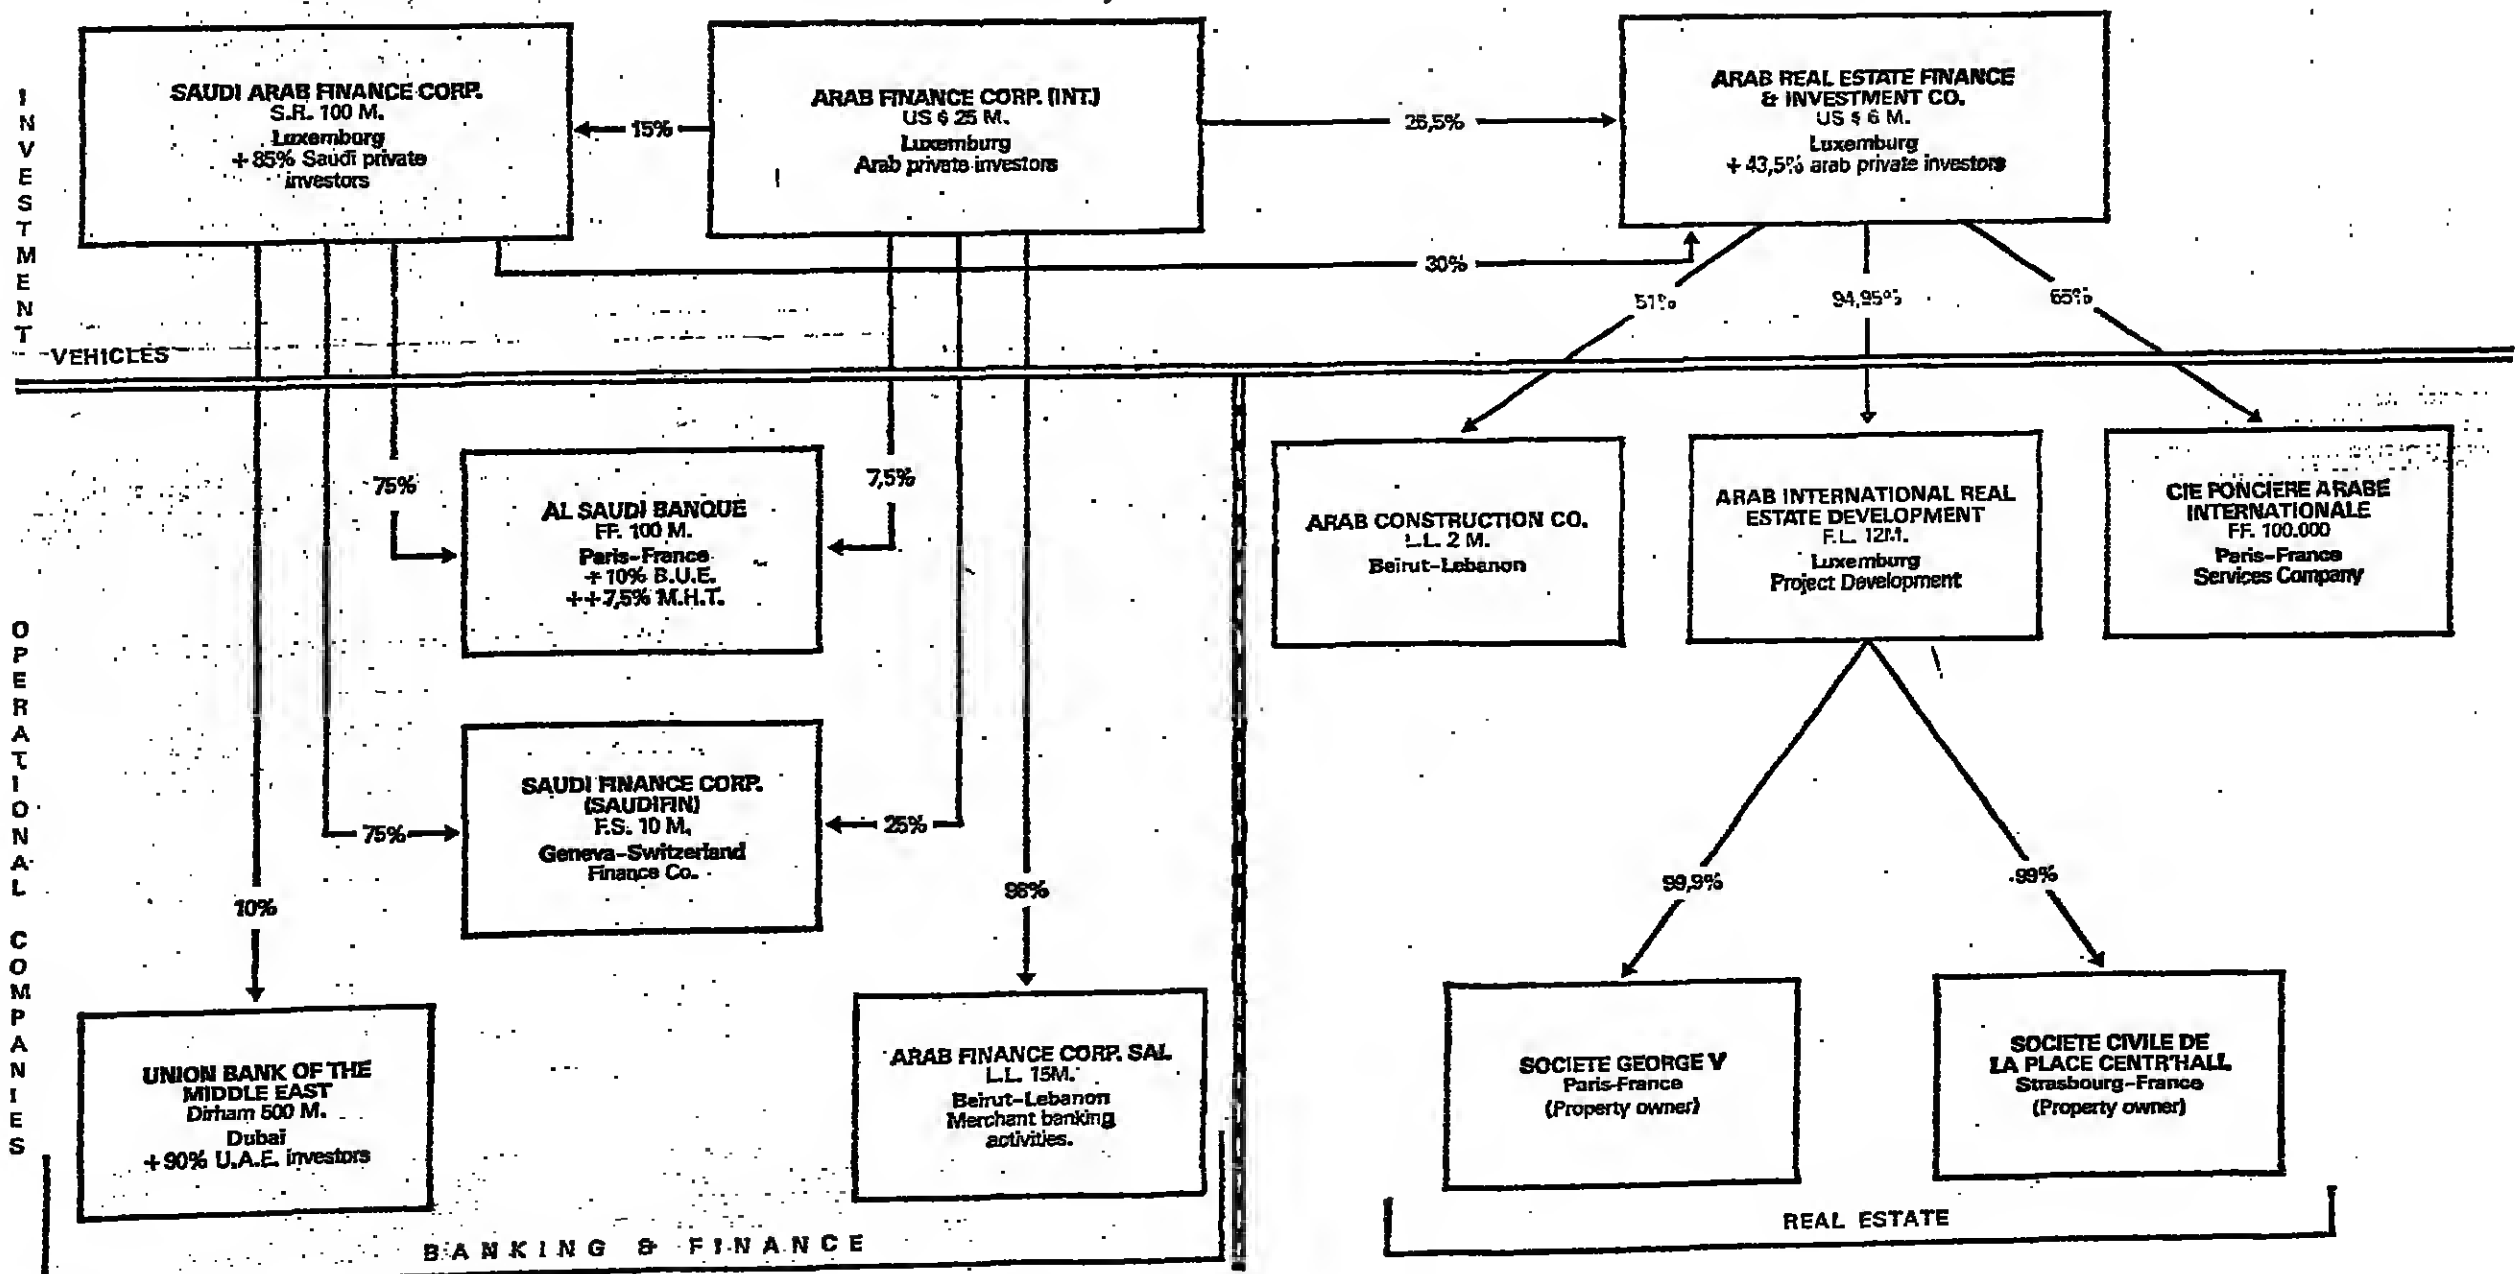 INVESTMENT
VEHICLES
SAUDI ARAB FINANCE CORP.
S.R. 100 M.
Luxemburg
+ 85% Saudi private
investors
15%
ARAB FINANCE CORP. (INT.)
US $ 25 M.
Luxemburg
Arab private investors
26,5%
ARAB REAL ESTATE FINANCE
& INVESTMENT CO.
US $ 6 M.
Luxemburg
+ 43,5% arab private investors
30%
51%
94,95%
65%
OPERATIONAL COMPANIES
75%
AL SAUDI BANQUE
FF. 100 M.
Paris-France
+ 10% B.U.E.
++7,5% M.H.T.
7,5%
ARAB CONSTRUCTION CO.
L.L. 2 M.
Beirut-Lebanon
ARAB INTERNATIONAL REAL
ESTATE DEVELOPMENT
F.L. 12M.
Luxemburg
Project Development
CIE FONCIERE ARABE
INTERNATIONALE
FF. 100.000
Paris-France
Services Company
75%
SAUDI FINANCE CORP.
(SAUDIFIN)
F.S. 10 M.
Geneva-Switzerland
Finance Co.
25%
10%
99,9%
99%
UNION BANK OF THE
MIDDLE EAST
Dirham 500 M.
Dubai
+ 90% U.A.E. investors
ARAB FINANCE CORP. SAL
L.L. 15M.
Beirut-Lebanon
Merchant banking
activities.
SOCIETE GEORGE V
Paris-France
(Property owner)
SOCIETE CIVILE DE
LA PLACE CENTR'HALL
Strasbourg-France
(Property owner)
BANKING & FINANCE
REAL ESTATE